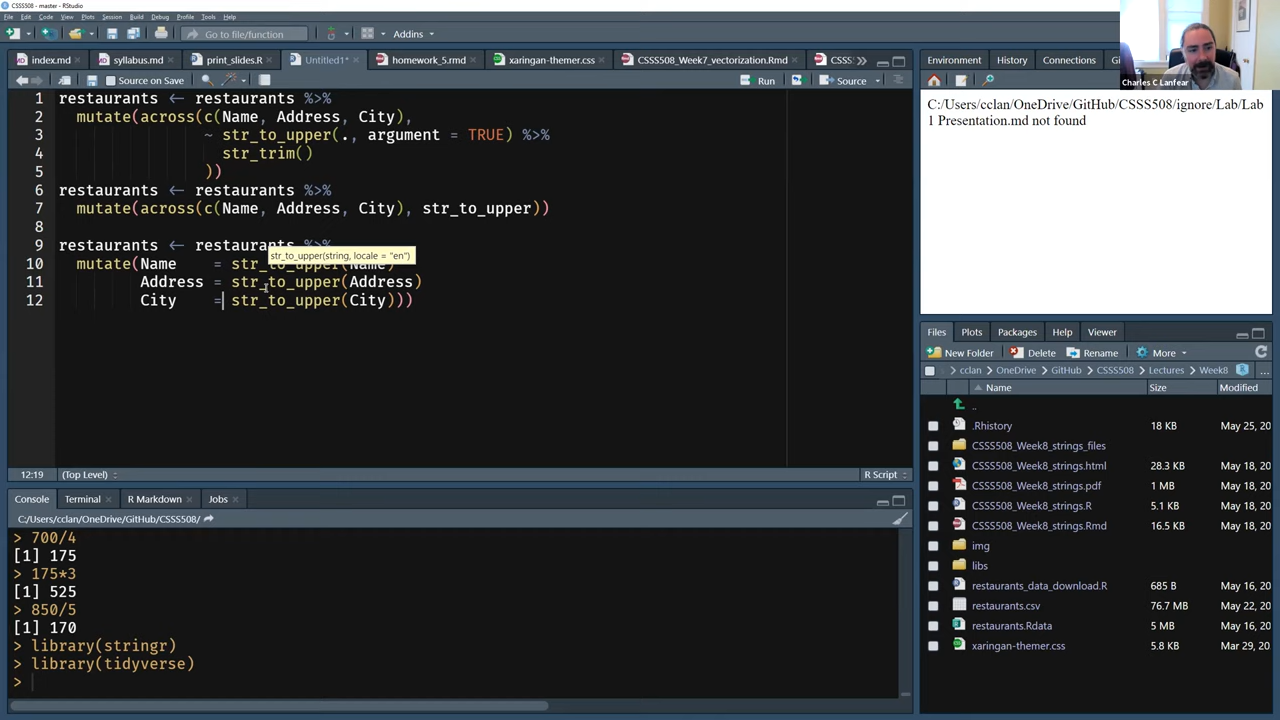 CSSS508 - master - RStudio
File Edit Code View Plots Session Build Debug Profile Tools Help
Go to file/function
Addins
index.md
syllabus.md
print_slides.R
Untitled1*
homework_5.rmd
xaringan-themer.css
CSSS508_Week7_vectorization.Rmd
CSS
Source on Save
Run
Source
1 restaurants <- restaurants %>%
2 mutate(across(c(Name, Address, City),
3 ~ str_to_upper(., argument = TRUE) %>%
4 str_trim()
5 ))
6 restaurants <- restaurants %>%
7 mutate(across(c(Name, Address, City), str_to_upper))
8
9 restaurants <- restaurants %>%
str_to_upper(string, locale = "en")
10 mutate(Name = str_to_upper(Name)
11 Address = str_to_upper(Address)
12 City = str_to_upper(City)))
12:19
(Top Level)
R Script
Console
Terminal
R Markdown
Jobs
C:/Users/cclan/OneDrive/GitHub/CSSS508/
> 700/4
[1] 175
> 175*3
[1] 525
> 850/5
[1] 170
> library(stringr)
> library(tidyverse)
>
Charles C Lanfear
Environment
History
Connections
C:/Users/cclan/OneDrive/GitHub/CSSS508/ignore/Lab/Lab
1 Presentation.md not found
Files
Plots
Packages
Help
Viewer
New Folder
Delete
Rename
More
cclan OneDrive GitHub CSSS508 Lectures Week8
...
Name Size Modified
..
.Rhistory 18 KB May 25, 20
CSSS508_Week8_strings_files
CSSS508_Week8_strings.html 28.3 KB May 18, 20
CSSS508_Week8_strings.pdf 1 MB May 18, 20
CSSS508_Week8_strings.R 5.1 KB May 18, 20
CSSS508_Week8_strings.Rmd 16.5 KB May 18, 20
img
libs
restaurants_data_download.R 685 B May 16, 20
restaurants.csv 76.7 MB May 22, 20
restaurants.Rdata 5 MB May 16, 20
xaringan-themer.css 5.8 KB Mar 29, 20